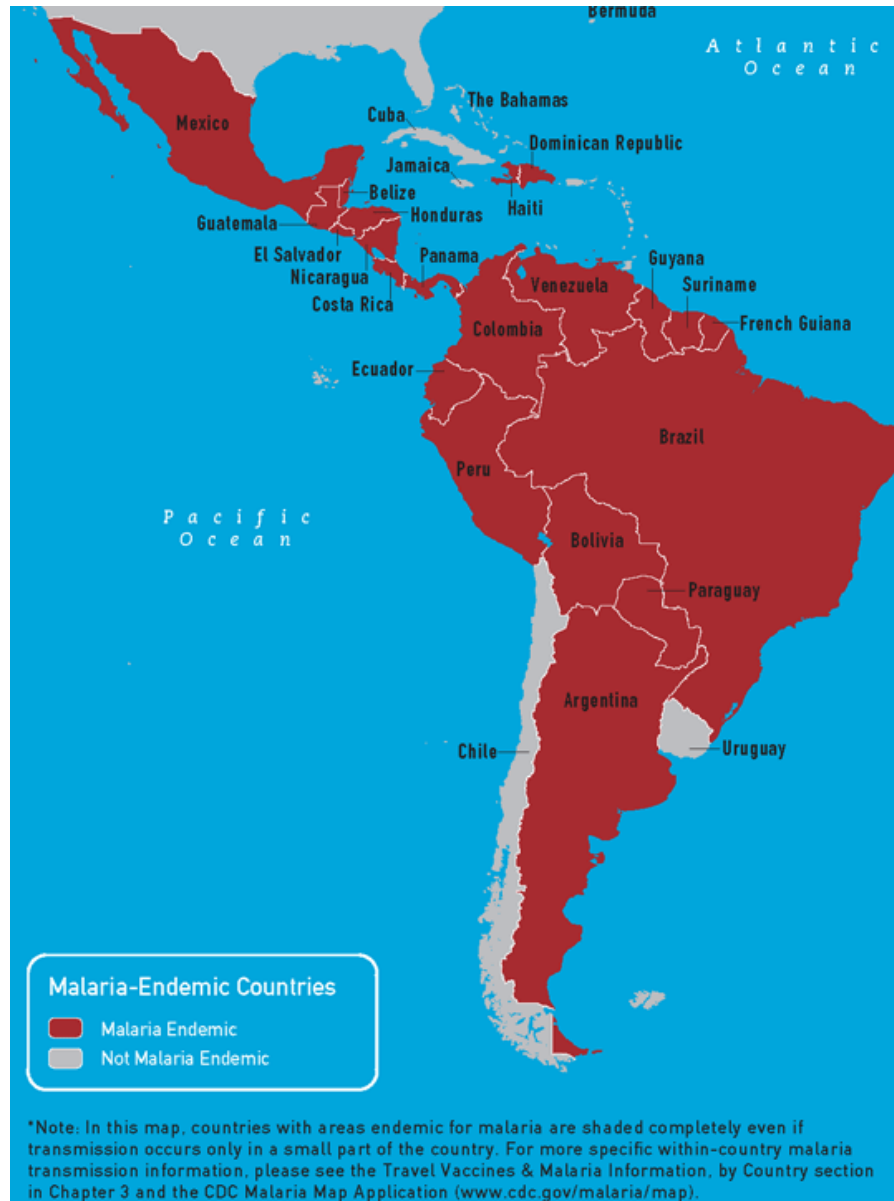 Bermuda
Atlantic
Ocean
The Bahamas
Cuba
Mexico
Dominican Republic
Jamaica
Belize
Haiti
Honduras
Guatemala
El Salvador
Panama
Guyana
Nicaragua
Suriname
Venezuela
Costa Rica
French Guiana
Colombia
Ecuador
Brazil
Peru
Pacific
Ocean
Bolivia
Paraguay
Argentina
Chile
Uruguay
Malaria-Endemic Countries
Malaria Endemic
Not Malaria Endemic
*Note: In this map, countries with areas endemic for malaria are shaded completely even if
transmission occurs only in a small part of the country. For more specific within-country malaria
transmission information, please see the Travel Vaccines & Malaria Information, by Country section
in Chapter 3 and the CDC Malaria Map Application (www.cdc.gov/malaria/map).